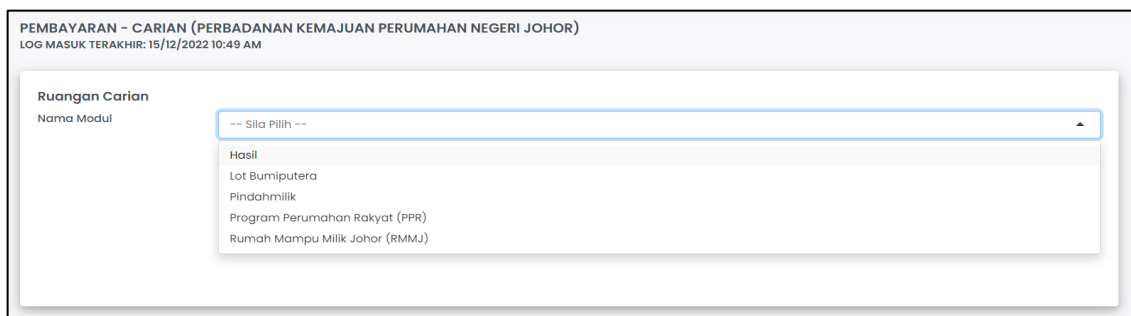 PEMBAYARAN - CARIAN (PERBADANAN KEMAJUAN PERUMAHAN NEGERI JOHOR)
LOG MASUK TERAKHIR: 15/12/2022 10:49 AM
Ruangan Carian
Nama Modul
-- Sila Pilih --
Hasil
Lot Bumiputera
Pindahmilik
Program Perumahan Rakyat (PPR)
Rumah Mampu Milik Johor (RMMJ)